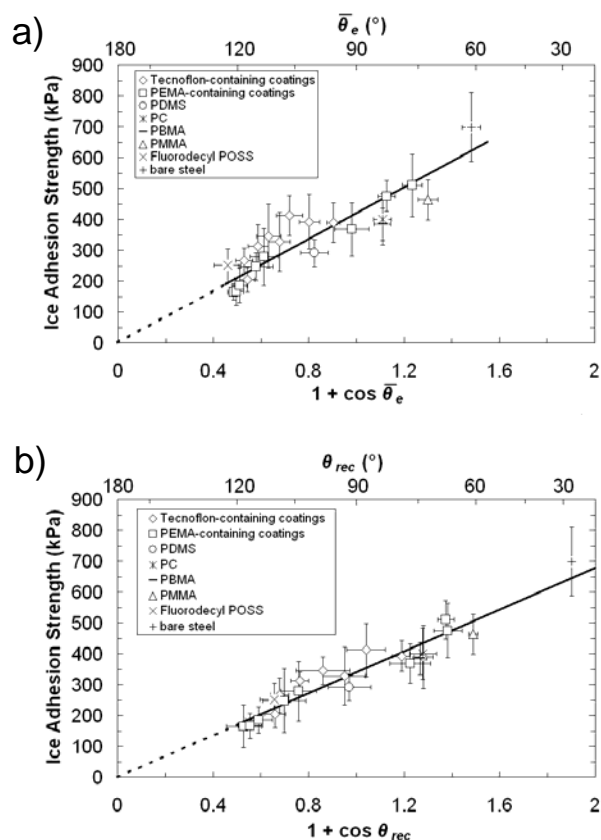 a)
θ̅e (°)
180 120 90 60 30
Ice Adhesion Strength (kPa)
900
800
700
600
500
400
300
200
100
0
Tecnoflon-containing coatings
PEMA-containing coatings
PDMS
PC
PBMA
PMMA
Fluorodecyl POSS
bare steel
0 0.4 0.8 1.2 1.6 2
1 + cos θ̅e
b)
θrec (°)
180 120 90 60 30
Ice Adhesion Strength (kPa)
900
800
700
600
500
400
300
200
100
0
Tecnoflon-containing coatings
PEMA-containing coatings
PDMS
PC
PBMA
PMMA
Fluorodecyl POSS
bare steel
0 0.4 0.8 1.2 1.6 2
1 + cos θrec